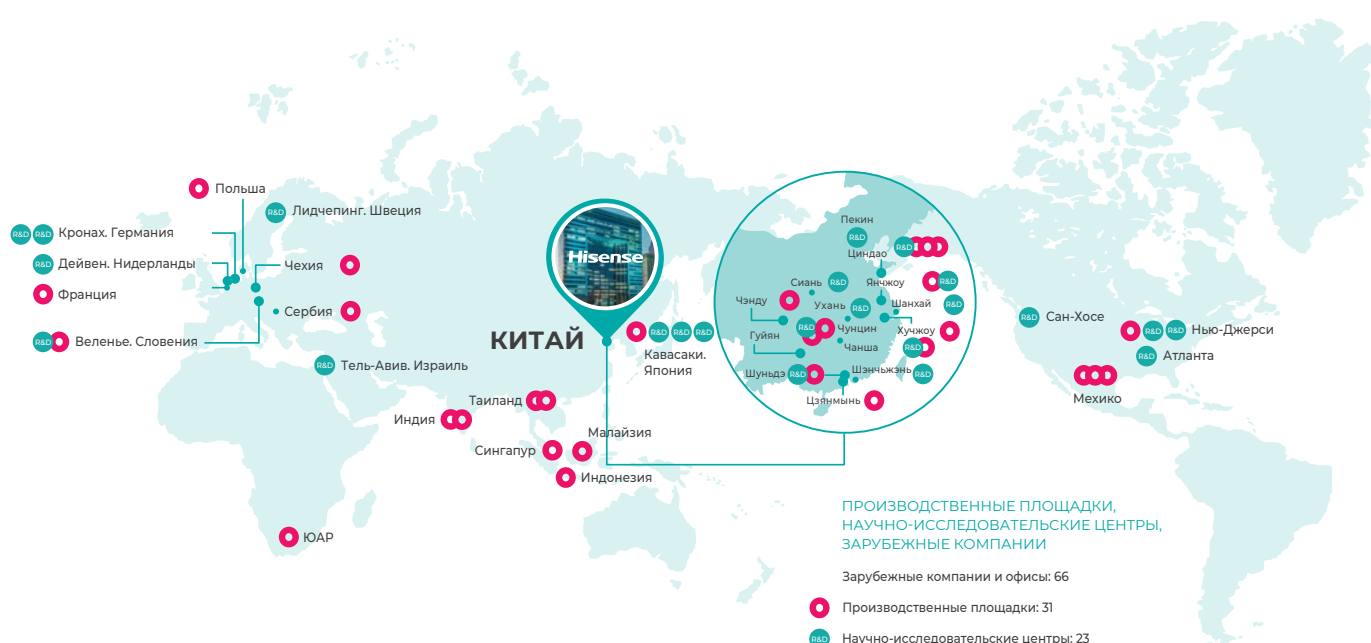 Польша
R&D Лидчепинг. Швеция
R&D R&D Кронах. Германия
R&D Дейвен. Нидерланды
Чехия
Франция
Сербия
R&D Веленье. Словения
R&D Тель-Авив. Израиль
Hisense
КИТАЙ
R&D R&D R&D
Кавасаки.
Япония
Таиланд
Индия
Малайзия
Сингапур
Индонезия
ЮАР
Пекин
R&D
R&D
Циндао
Сиань R&D
Янчжоу R&D
Чэнду
Ухань R&D
Шанхай R&D
R&D Чунцин
Хучжоу
Гуйян
Чанша
R&D
Шуньдэ R&D
Шэнчьжэнь R&D
Цзянмынь
R&D Сан-Хосе
R&D R&D Нью-Джерси
R&D Атланта
Мехико
ПРОИЗВОДСТВЕННЫЕ ПЛОЩАДКИ,
НАУЧНО-ИССЛЕДОВАТЕЛЬСКИЕ ЦЕНТРЫ,
ЗАРУБЕЖНЫЕ КОМПАНИИ
Зарубежные компании и офисы: 66
Производственные площадки: 31
R&D Научно-исследовательские центры: 23